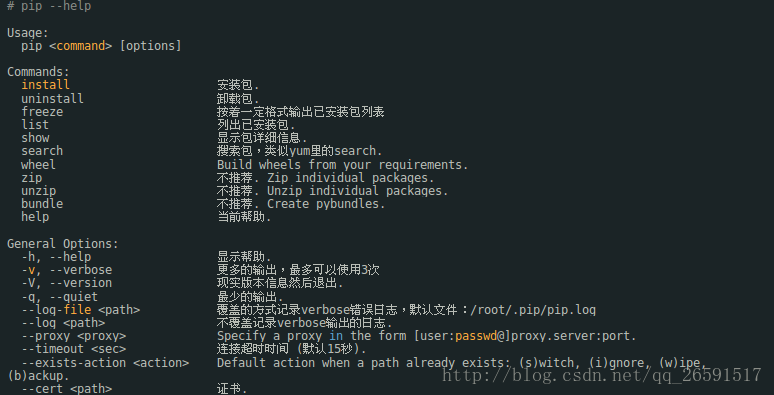 # pip --help
Usage:
pip <command> [options]
Commands:
install 安装包.
uninstall 卸载包.
freeze 按着一定格式输出已安装包列表
list 列出已安装包.
show 显示包详细信息.
search 搜索包，类似yum里的search.
wheel Build wheels from your requirements.
zip 不推荐. Zip individual packages.
unzip 不推荐. Unzip individual packages.
bundle 不推荐. Create pybundles.
help 当前帮助.
General Options:
-h, --help 显示帮助.
-v, --verbose 更多的输出，最多可以使用3次
-V, --version 现实版本信息然后退出.
-q, --quiet 最少的输出.
--log-file <path> 覆盖的方式记录verbose错误日志，默认文件：/root/.pip/pip.log
--log <path> 不覆盖记录verbose输出的日志.
--proxy <proxy> Specify a proxy in the form [user:passwd@]proxy.server:port.
--timeout <sec> 连接超时时间 (默认15秒).
--exists-action <action> Default action when a path already exists: (s)witch, (i)gnore, (w)ipe,
(b)ackup.
--cert <path> 证书.
http://blog.csdn.net/qq_26591517